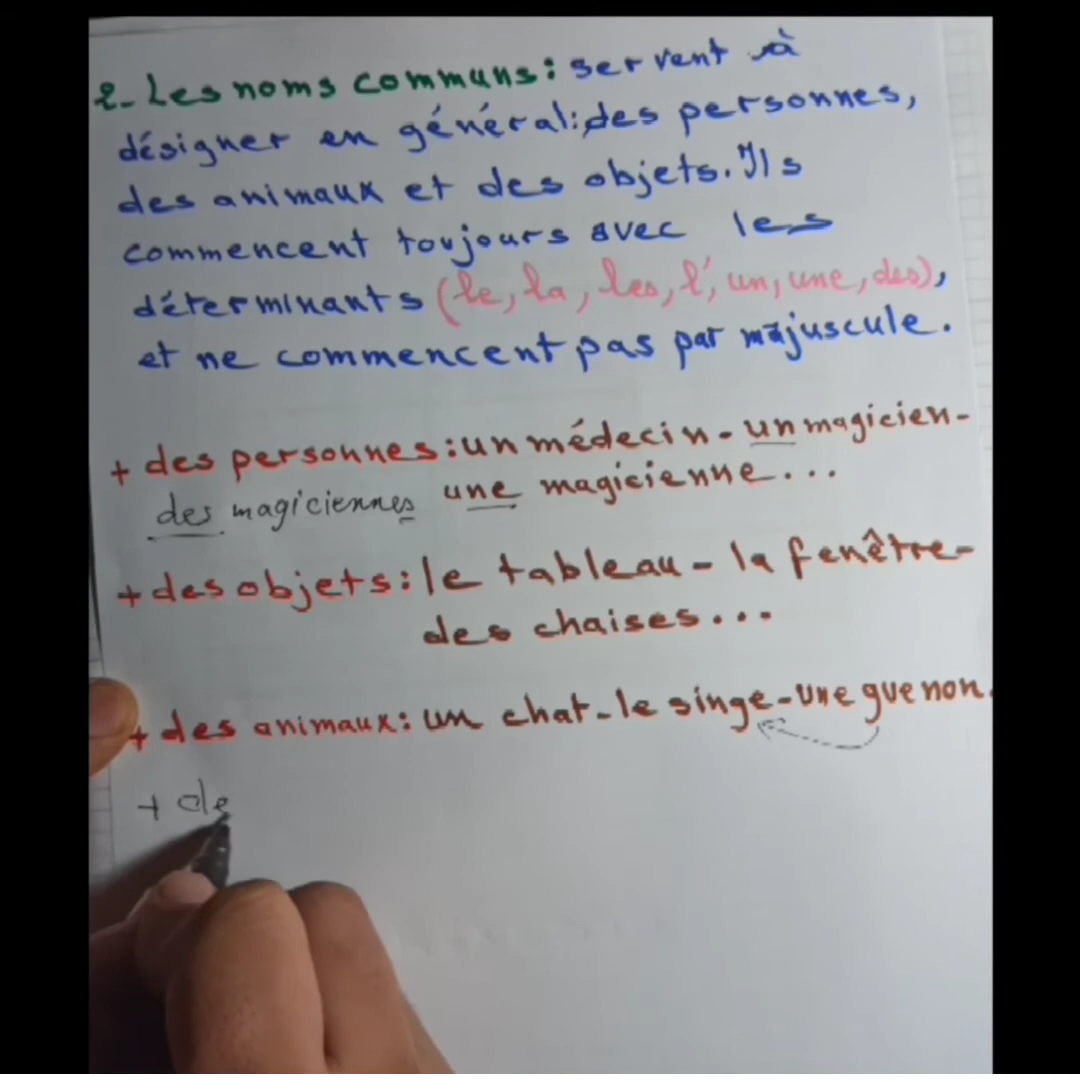 2- Les noms communs: servent à
désigner en général: des personnes,
des animaux et des objets. Ils
commencent toujours avec les
déterminants (le, la, les, l', un, une, des),
et ne commencent pas par majuscule.
+ des personnes: un médecin - un magicien -
des magiciennes une magicienne...
+ des objets: le tableau - la fenêtre -
des chaises...
+ des animaux: un chat - le singe - une guenon.
+ de